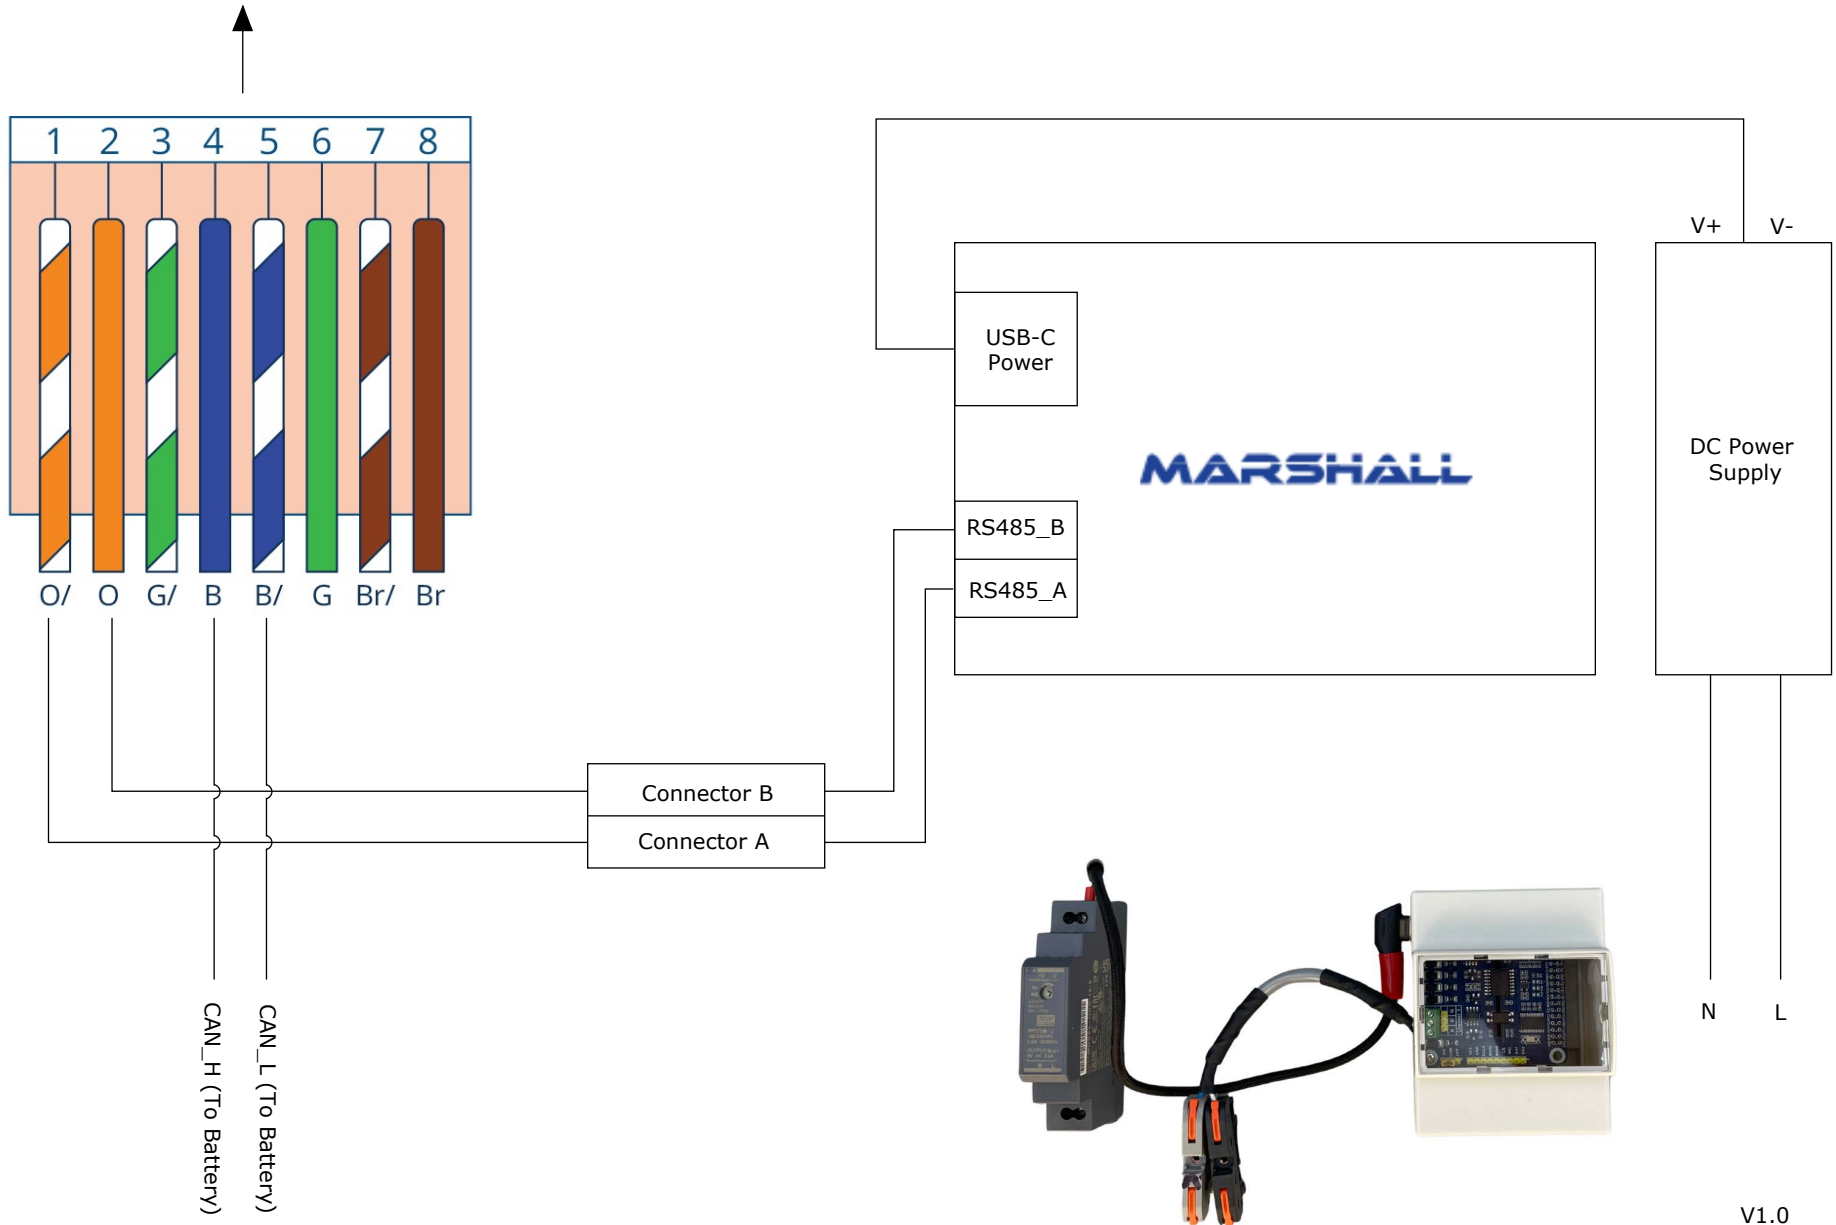 1 2 3 4 5 6 7 8
O/ O G/ B B/ G Br/ Br
V+ V-
USB-C
Power
MARSHALL
DC Power
Supply
RS485_B
RS485_A
Connector B
Connector A
CAN_H (To Battery)
CAN_L (To Battery)
N L
V1.0